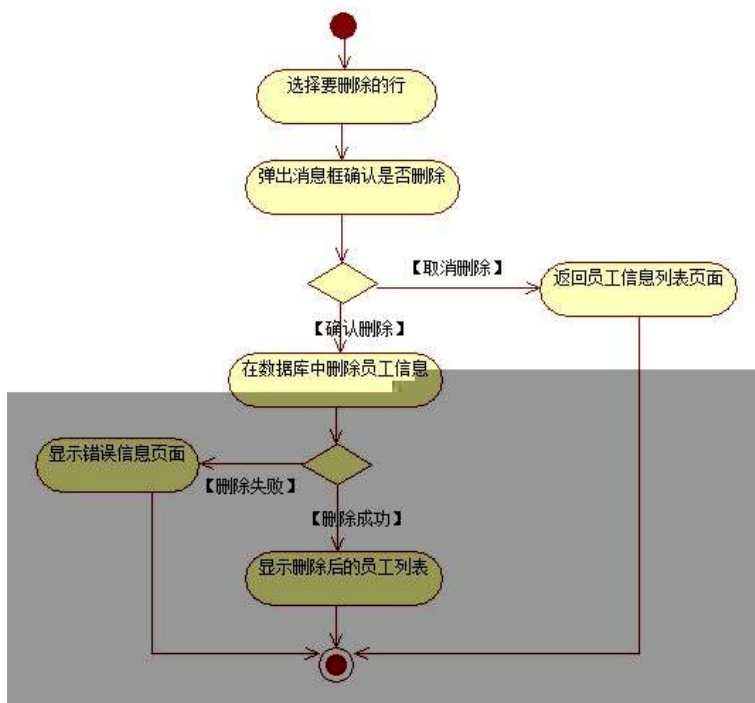 选择要删除的行
弹出消息框确认是否删除
【取消删除】
返回员工信息列表页面
【确认删除】
在数据库中删除员工信息
显示错误信息页面
【删除失败】
【删除成功】
显示删除后的员工列表